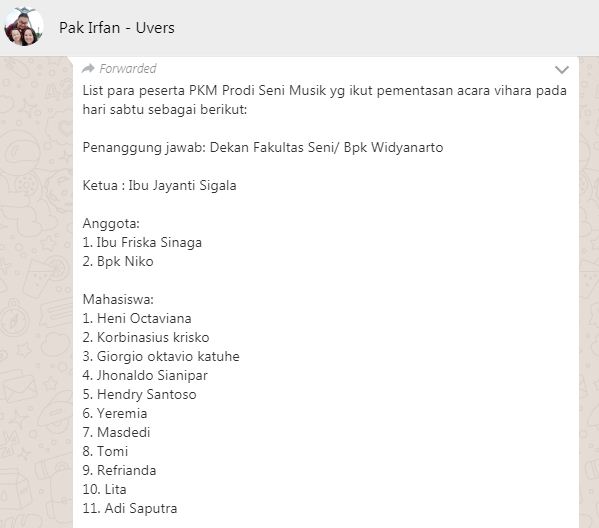 Pak Irfan - Uvers
Forwarded
List para peserta PKM Prodi Seni Musik yg ikut pementasan acara vihara pada
hari sabtu sebagai berikut:
Penanggung jawab: Dekan Fakultas Seni/ Bpk Widyanarto
Ketua : Ibu Jayanti Sigala
Anggota:
1. Ibu Friska Sinaga
2. Bpk Niko
Mahasiswa:
1. Heni Octaviana
2. Korbinasius krisko
3. Giorgio oktavio katuhe
4. Jhonaldo Sianipar
5. Hendry Santoso
6. Yeremia
7. Masdedi
8. Tomi
9. Refrianda
10. Lita
11. Adi Saputra